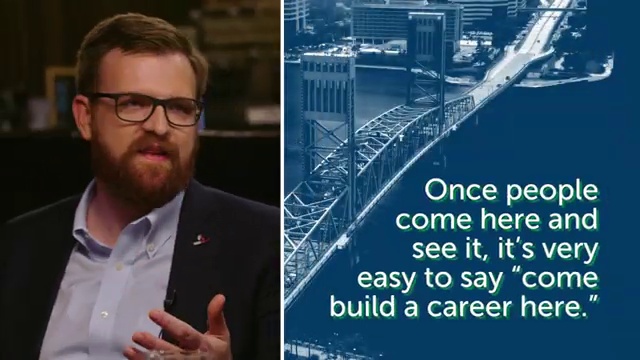 Once people
come here and
see it, it's very
easy to say “come
build a career here.”